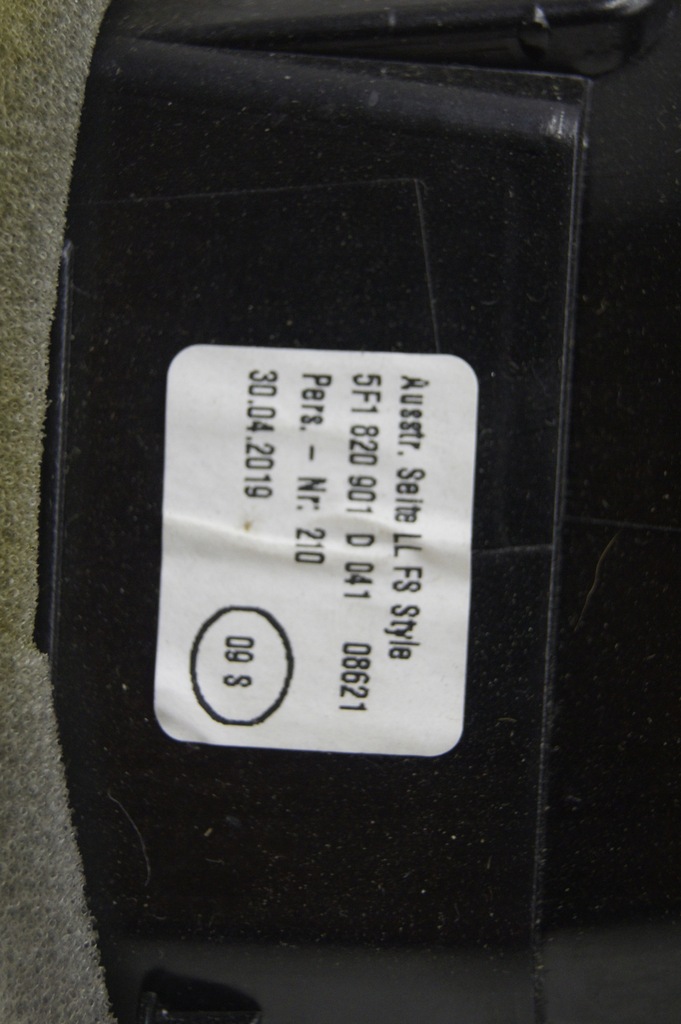 Ausstr. Seite LL FS Style
5F1 820 901 D 041 08621
Pers. - Nr: 210
30.04.2019
09 S